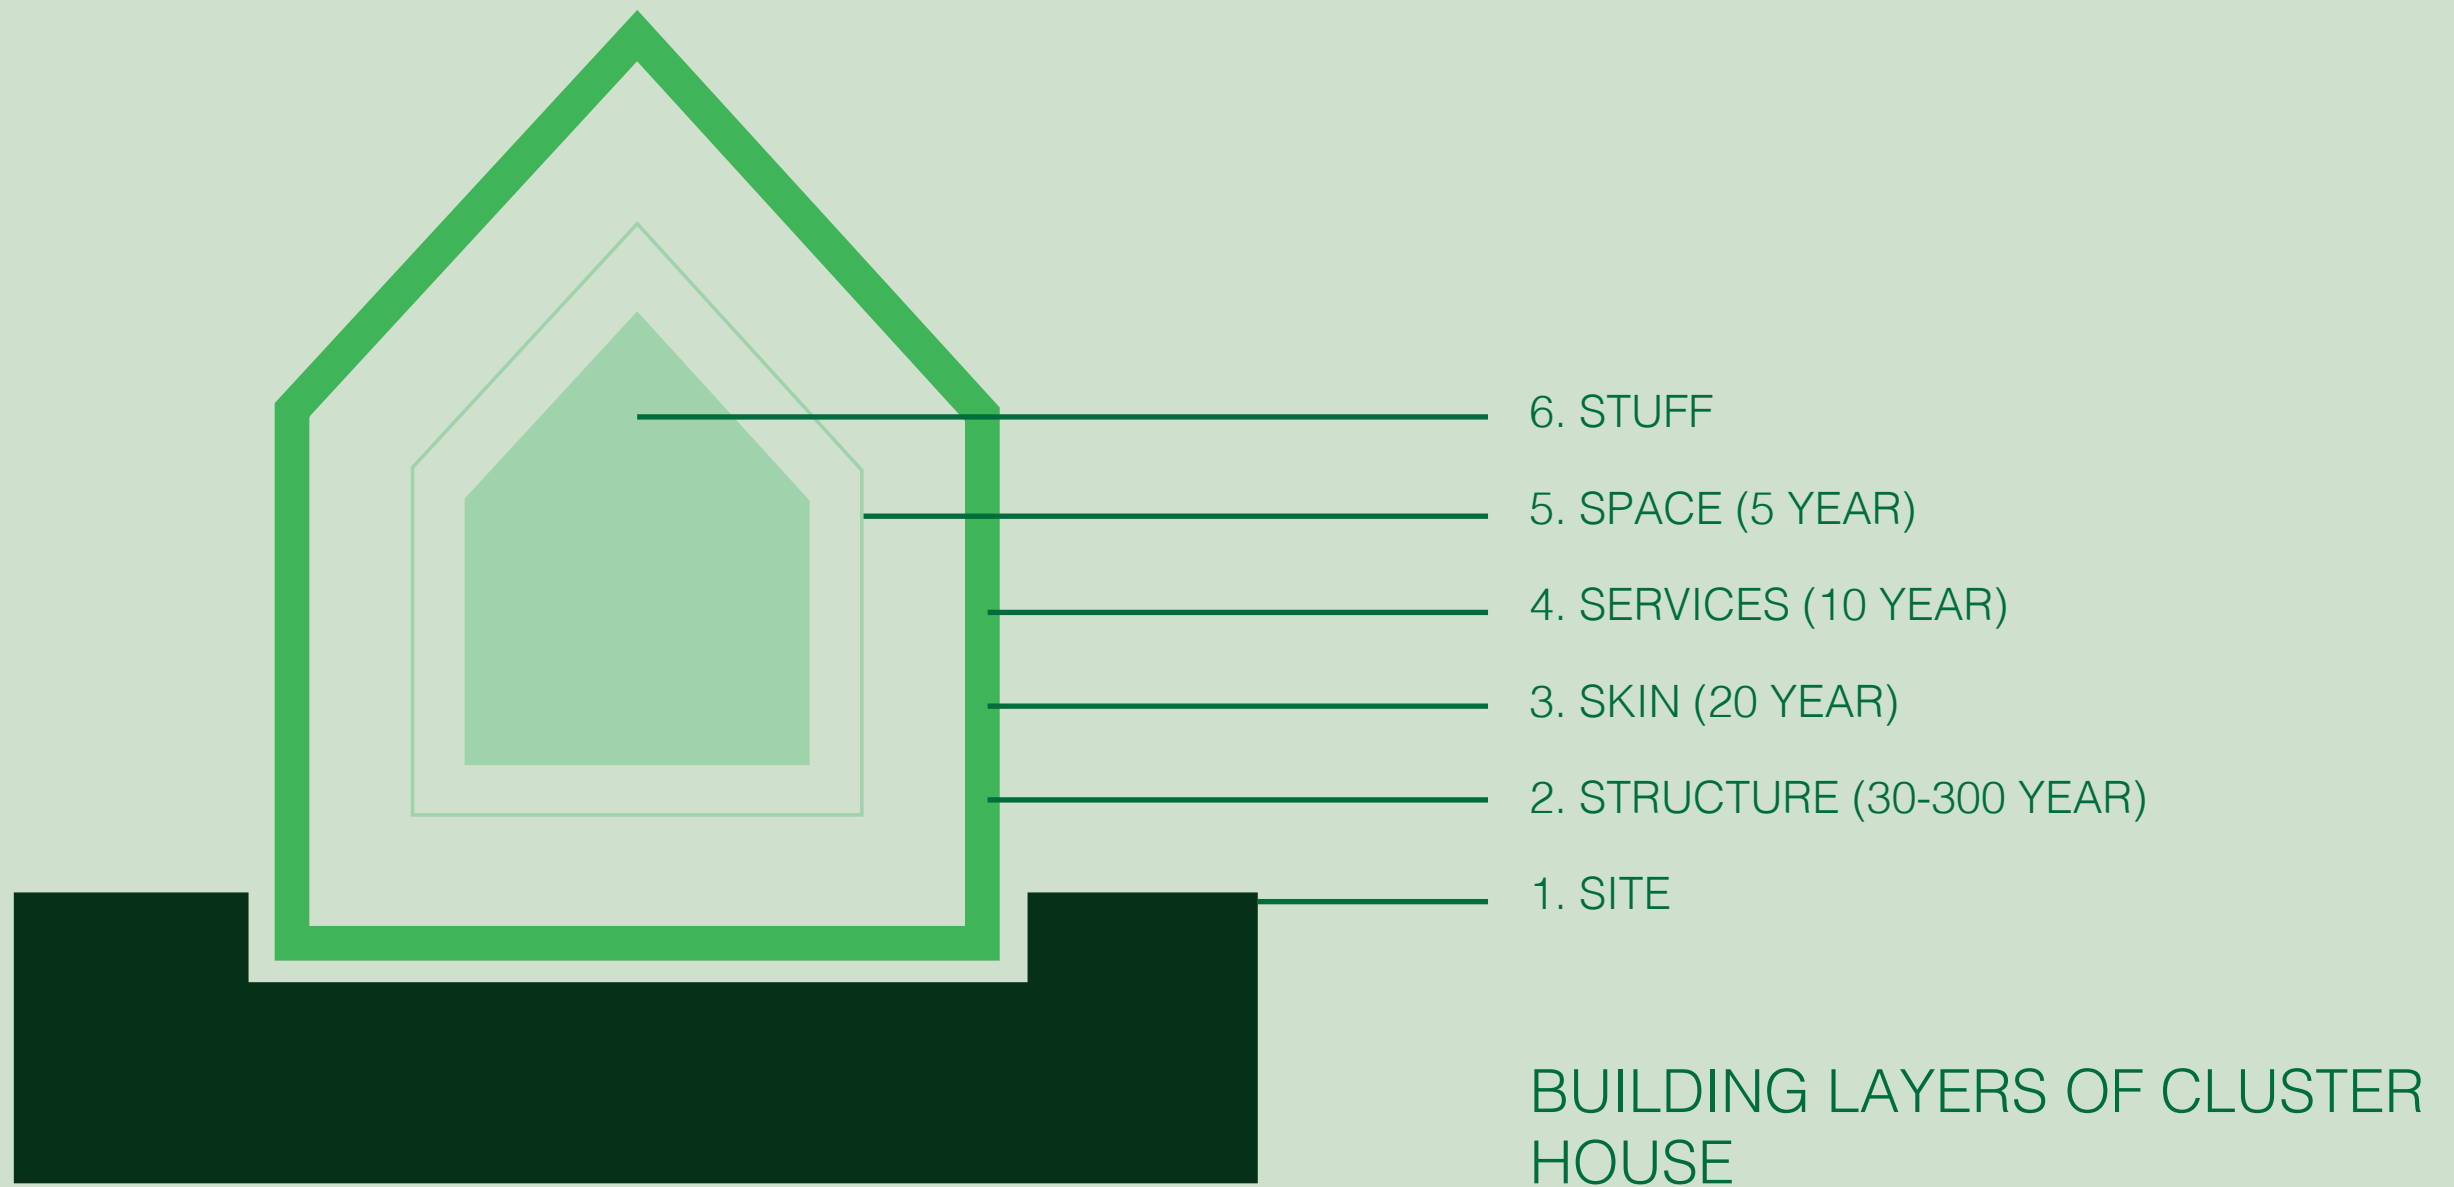 6. STUFF
5. SPACE (5 YEAR)
4. SERVICES (10 YEAR)
3. SKIN (20 YEAR)
2. STRUCTURE (30-300 YEAR)
1. SITE
BUILDING LAYERS OF CLUSTER
HOUSE